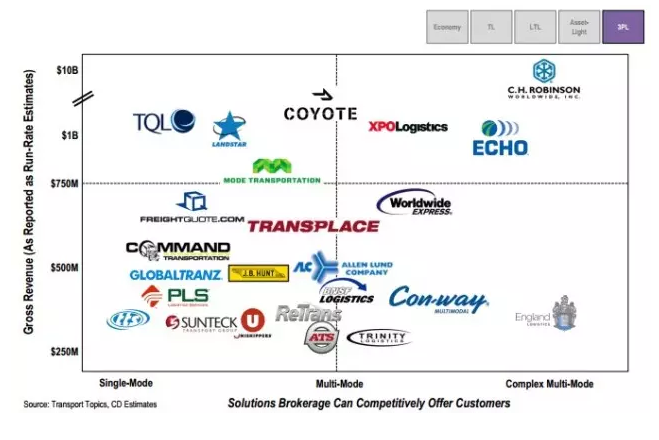 Economy
TL
LTL
Asset-
Light
3PL
Gross Revenue (As Reported as Run-Rate Estimates)
$10B
C.H. ROBINSON
WORLDWIDE, INC.
COYOTE
TQL
LANDSTAR
XPOLogistics
ECHO
$1B
MODE TRANSPORTATION
$750M
Worldwide
EXPRESS
FREIGHTQUOTE.COM
TRANSPLACE
COMMAND
TRANSPORTATION
$500M
GLOBALTRANZ
J.B. HUNT
ALC
ALLEN LUND
COMPANY
BNSF
LOGISTICS
PLS
LOGISTICS SERVICES
Con-way
MULTIMODAL
SUNTECK
TRANSPORT GROUP
U
UNISHIPPERS
ReTrans
ATS
TRINITY
LOGISTICS
England
LOGISTICS
$250M
Single-Mode
Multi-Mode
Complex Multi-Mode
Source: Transport Topics, CD Estimates
Solutions Brokerage Can Competitively Offer Customers